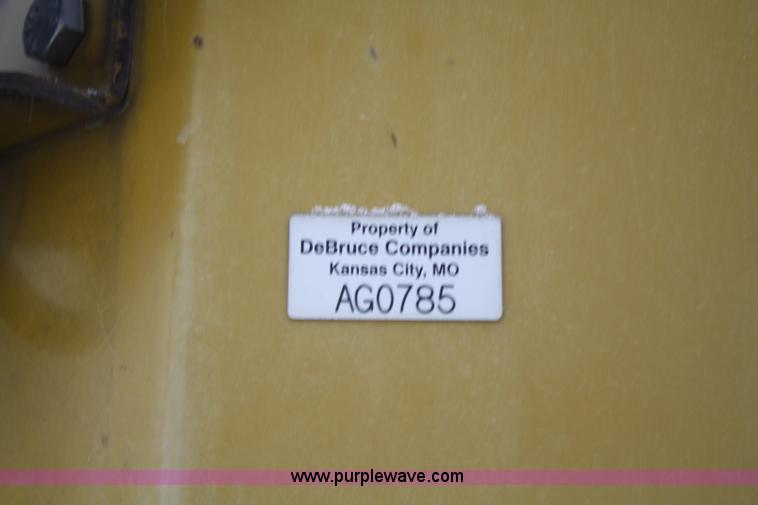 Property of
DeBruce Companies
Kansas City, MO
AG0785
www.purplewave.com